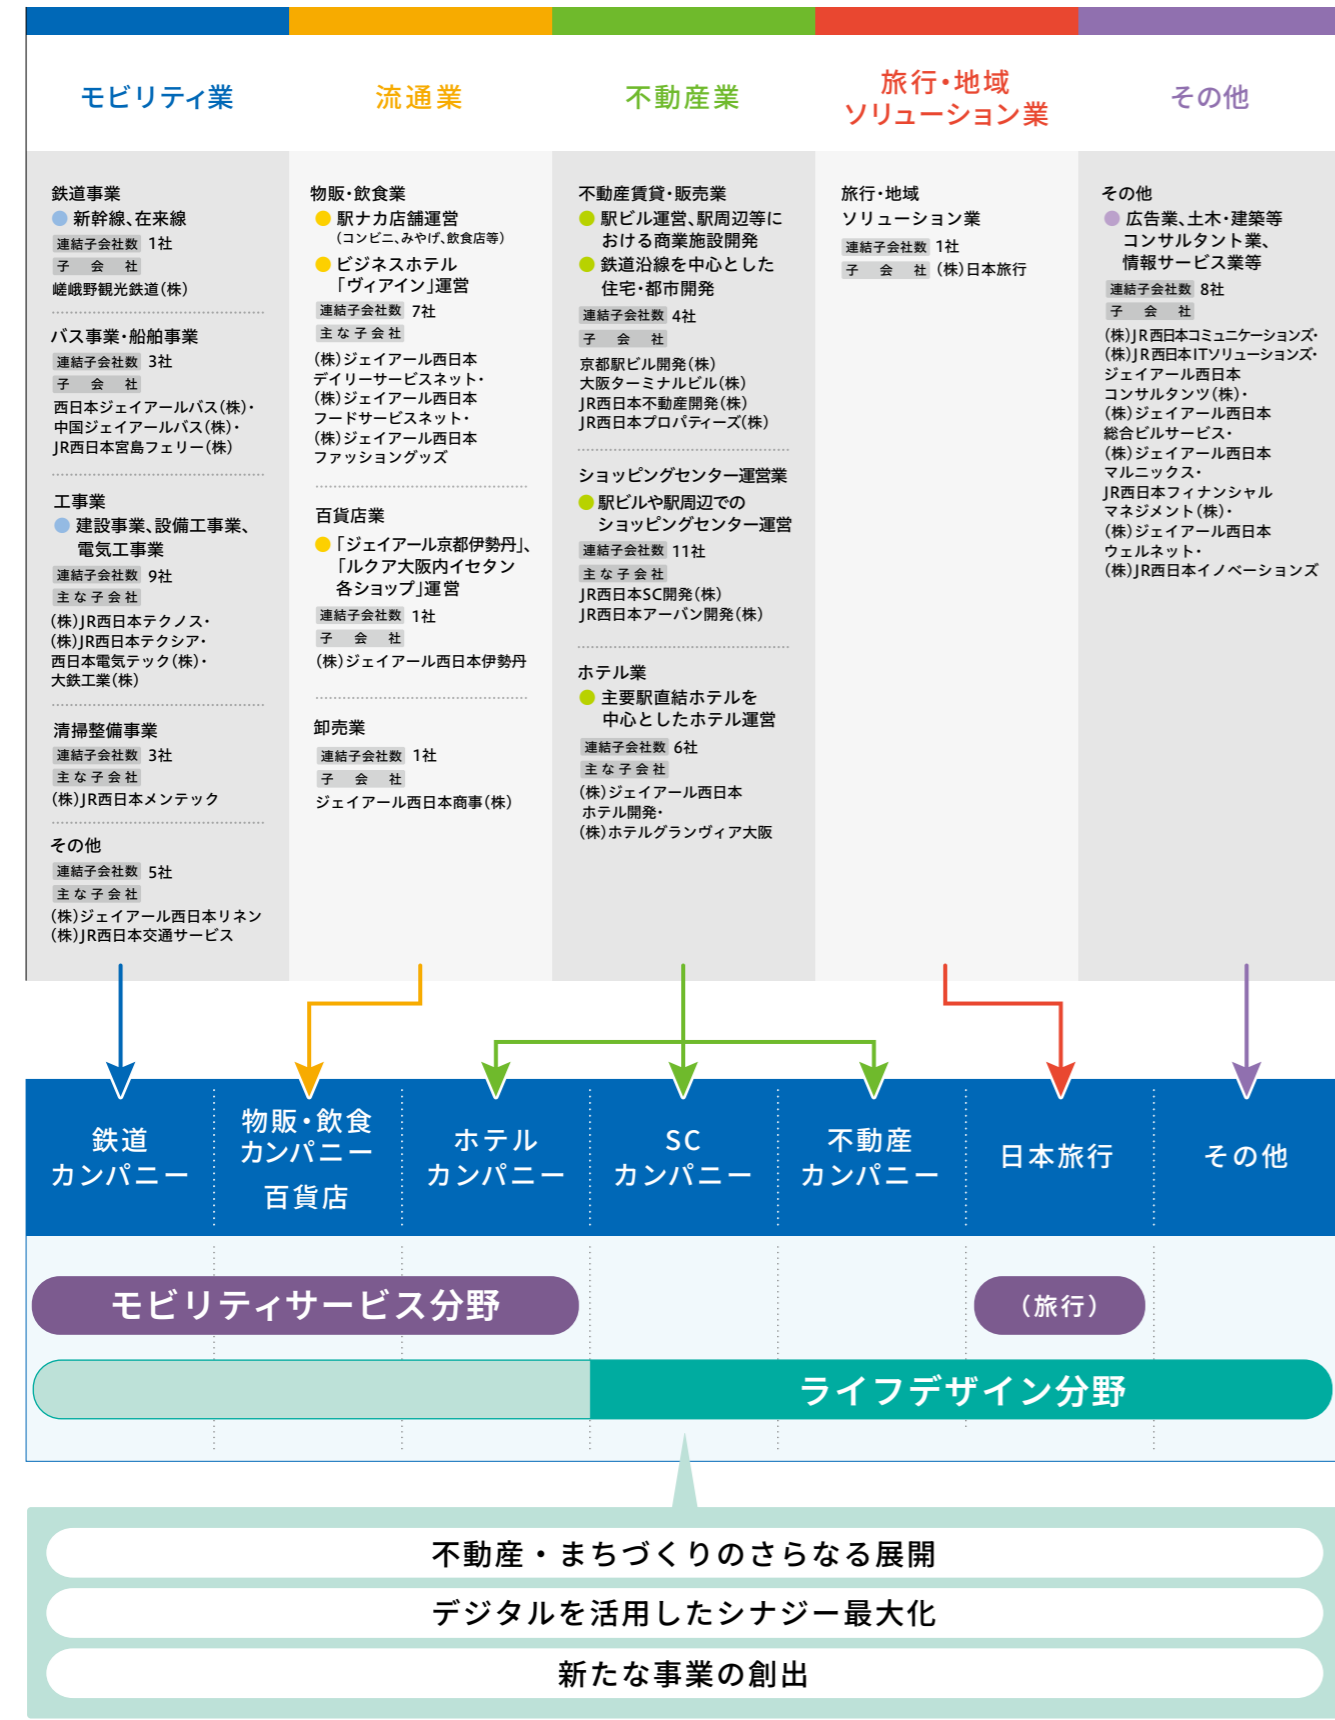 モビリティ業
鉄道事業
新幹線、在来線
連結子会社数 1社
子会社
嵯峨野観光鉄道(株)
バス事業・船舶事業
連結子会社数 3社
子会社
西日本ジェイアールバス(株)・
中国ジェイアールバス(株)・
JR西日本宮島フェリー(株)
工事業
建設事業、設備工事業、
電気工事業
連結子会社数 9社
主な子会社
(株)JR西日本テクノス・
(株)JR西日本テクシア・
西日本電気テック(株)・
大鉄工業(株)
清掃整備事業
連結子会社数 3社
主な子会社
(株)JR西日本メンテック
その他
連結子会社数 5社
主な子会社
(株)ジェイアール西日本リネン
(株)JR西日本交通サービス
流通業
物販・飲食業
駅ナカ店舗運営
(コンビニ、みやげ、飲食店等)
ビジネスホテル
「ヴィアイン」運営
連結子会社数 7社
主な子会社
(株)ジェイアール西日本
デイリーサービスネット・
(株)ジェイアール西日本
フードサービスネット・
(株)ジェイアール西日本
ファッショングッズ
百貨店業
「ジェイアール京都伊勢丹」、
「ルクア大阪内イセタン
各ショップ」運営
連結子会社数 1社
子会社
(株)ジェイアール西日本伊勢丹
卸売業
連結子会社数 1社
子会社
ジェイアール西日本商事(株)
不動産業
不動産賃貸・販売業
駅ビル運営、駅周辺等に
おける商業施設開発
鉄道沿線を中心とした
住宅・都市開発
連結子会社数 4社
子会社
京都駅ビル開発(株)
大阪ターミナルビル(株)
JR西日本不動産開発(株)
JR西日本プロパティーズ(株)
ショッピングセンター運営業
駅ビルや駅周辺での
ショッピングセンター運営
連結子会社数 11社
主な子会社
JR西日本SC開発(株)
JR西日本アーバン開発(株)
ホテル業
主要駅直結ホテルを
中心としたホテル運営
連結子会社数 6社
主な子会社
(株)ジェイアール西日本
ホテル開発・
(株)ホテルグランヴィア大阪
旅行・地域
ソリューション業
旅行・地域
ソリューション業
連結子会社数 1社
子会社 (株)日本旅行
その他
その他
広告業、土木・建築等
コンサルタント業、
情報サービス業等
連結子会社数 8社
子会社
(株)JR西日本コミュニケーションズ・
(株)JR西日本ITソリューションズ・
ジェイアール西日本
コンサルタンツ(株)・
(株)ジェイアール西日本
総合ビルサービス・
(株)ジェイアール西日本
マルニックス・
JR西日本フィナンシャル
マネジメント(株)・
(株)ジェイアール西日本
ウェルネット・
(株)JR西日本イノベーションズ
鉄道
カンパニー
物販・飲食
カンパニー
百貨店
ホテル
カンパニー
SC
カンパニー
不動産
カンパニー
日本旅行
その他
モビリティサービス分野
(旅行)
ライフデザイン分野
不動産・まちづくりのさらなる展開
デジタルを活用したシナジー最大化
新たな事業の創出